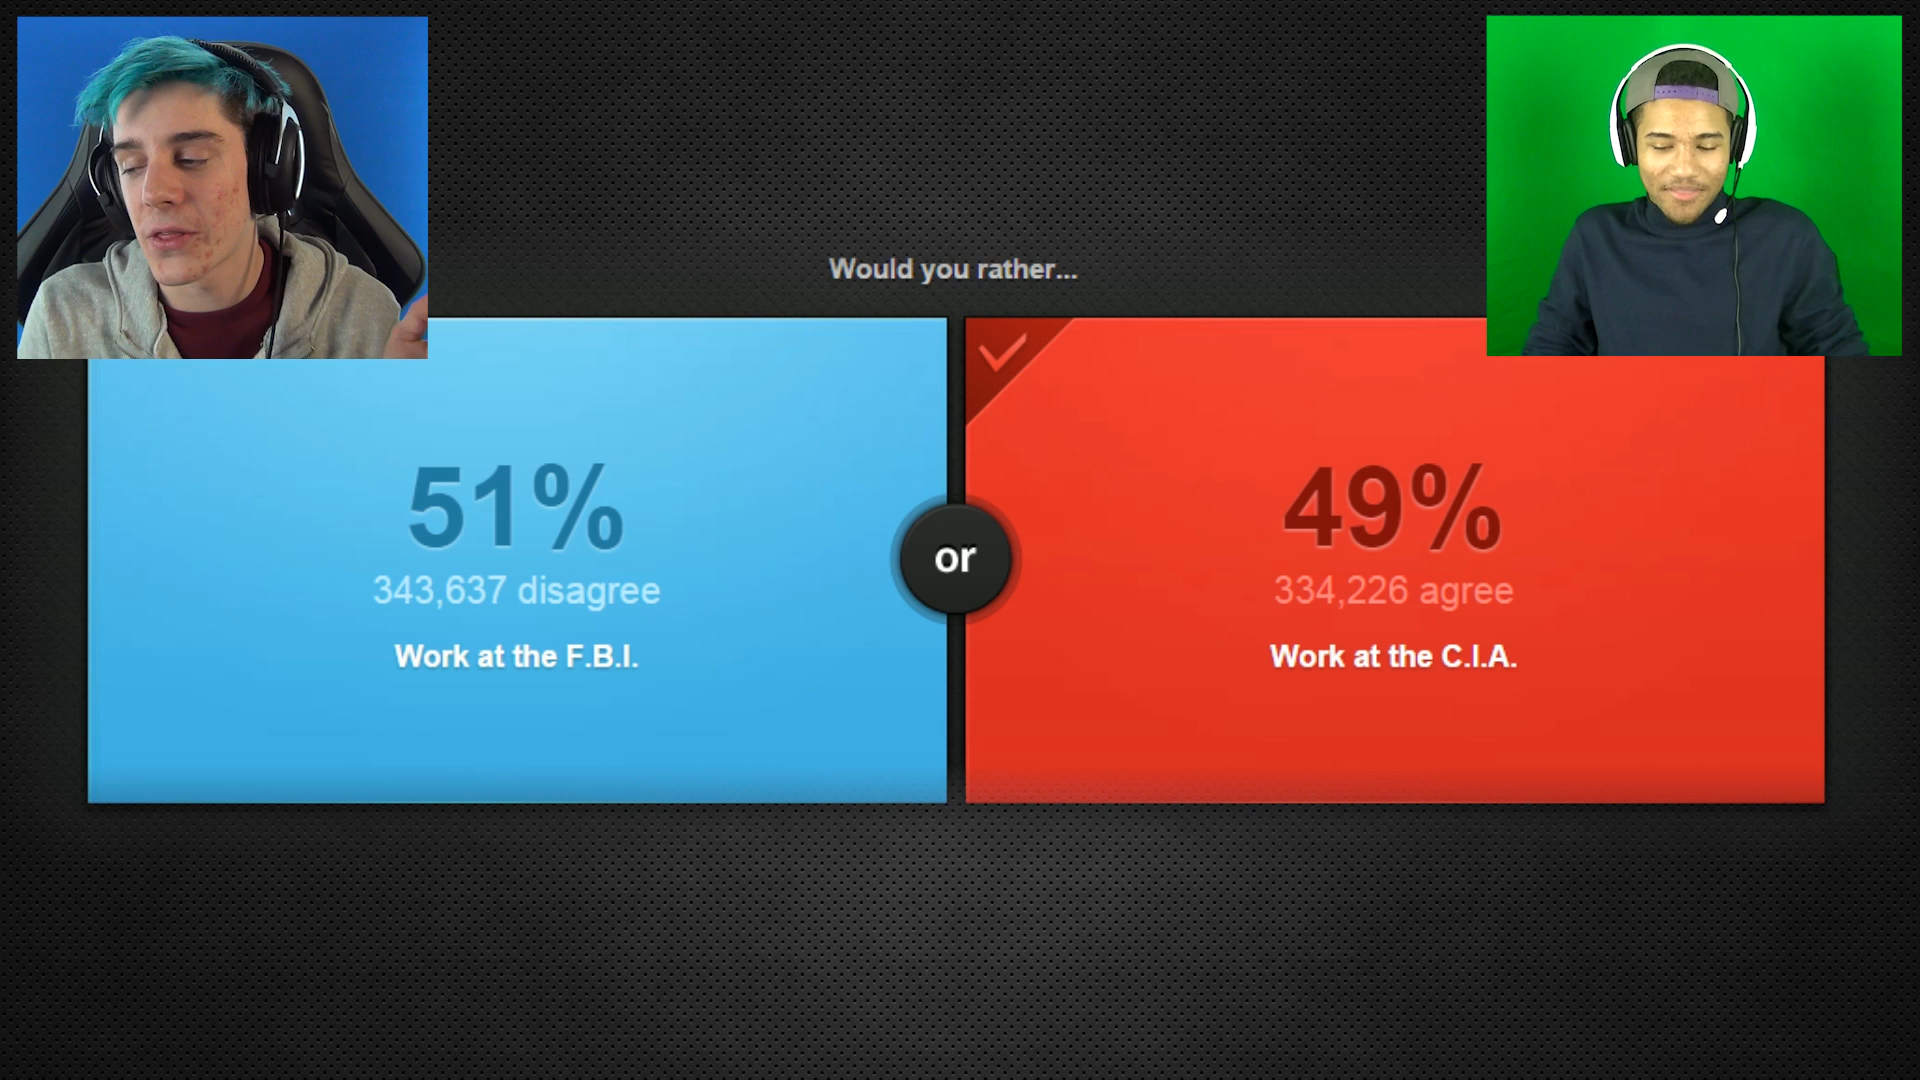 Would you rather...
51%
343,637 disagree
Work at the F.B.I.
or
49%
334,226 agree
Work at the C.I.A.